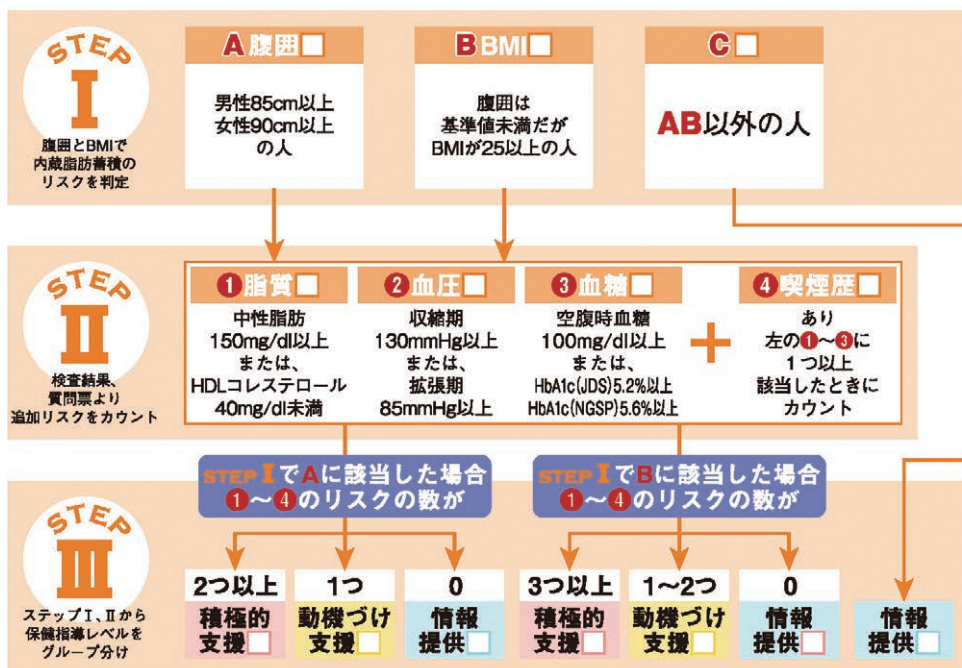 STEP
I
腹囲とBMIで
内蔵脂肪蓄積の
リスクを判定
A腹囲
男性85cm以上
女性90cm以上
の人
B BMI
腹囲は
基準値未満だが
BMIが25以上の人
C
AB以外の人
STEP
II
検査結果、
質問票より
追加リスクをカウント
❶脂質
中性脂肪
150mg/dl以上
または、
HDLコレステロール
40mg/dl未満
❷血圧
収縮期
130mmHg以上
または、
拡張期
85mmHg以上
❸血糖
空腹時血糖
100mg/dl以上
または、
HbA1c(JDS)5.2%以上
HbA1c(NGSP)5.6%以上
+
❹喫煙歴
あり
左の❶〜❸に
1つ以上
該当したときに
カウント
STEP IでAに該当した場合
❶〜❹のリスクの数が
STEP IでBに該当した場合
❶〜❹のリスクの数が
STEP
III
ステップI、IIから
保健指導レベルを
グループ分け
2つ以上
積極的
支援
1つ
動機づけ
支援
0
情報
提供
3つ以上
積極的
支援
1〜2つ
動機づけ
支援
0
情報
提供
情報
提供